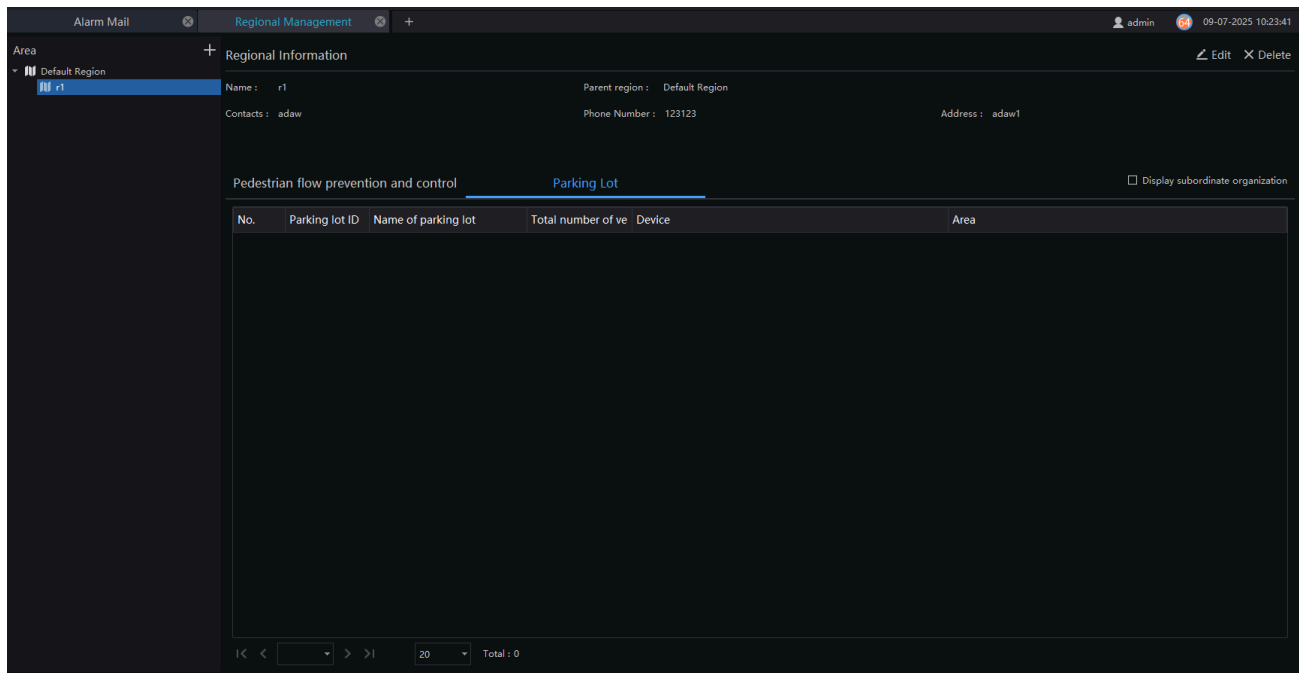 Alarm Mail Regional Management + admin 64 09-07-2025 10:23:41
Area
Regional Information Edit Delete
Default Region
r1
Name : r1 Parent region : Default Region
Contacts : adaw Phone Number : 123123 Address : adaw1
Pedestrian flow prevention and control Parking Lot Display subordinate organization
No. Parking lot ID Name of parking lot Total number of ve Device Area
20 Total : 0